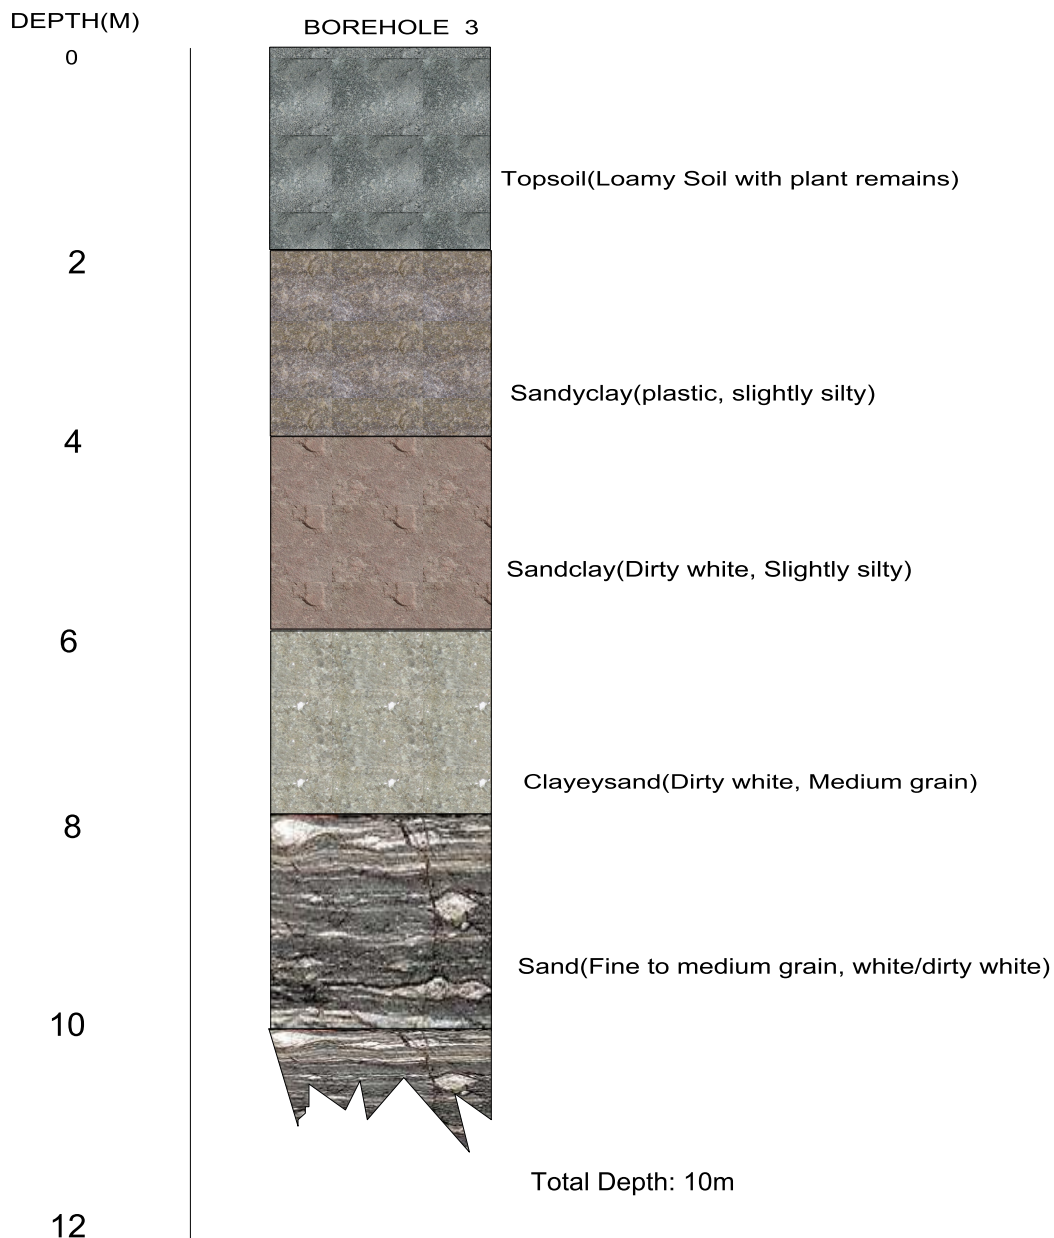 DEPTH(M)
BOREHOLE 3
0
Topsoil(Loamy Soil with plant remains)
2
Sandyclay(plastic, slightly silty)
4
Sandclay(Dirty white, Slightly silty)
6
Clayeysand(Dirty white, Medium grain)
8
Sand(Fine to medium grain, white/dirty white)
10
Total Depth: 10m
12